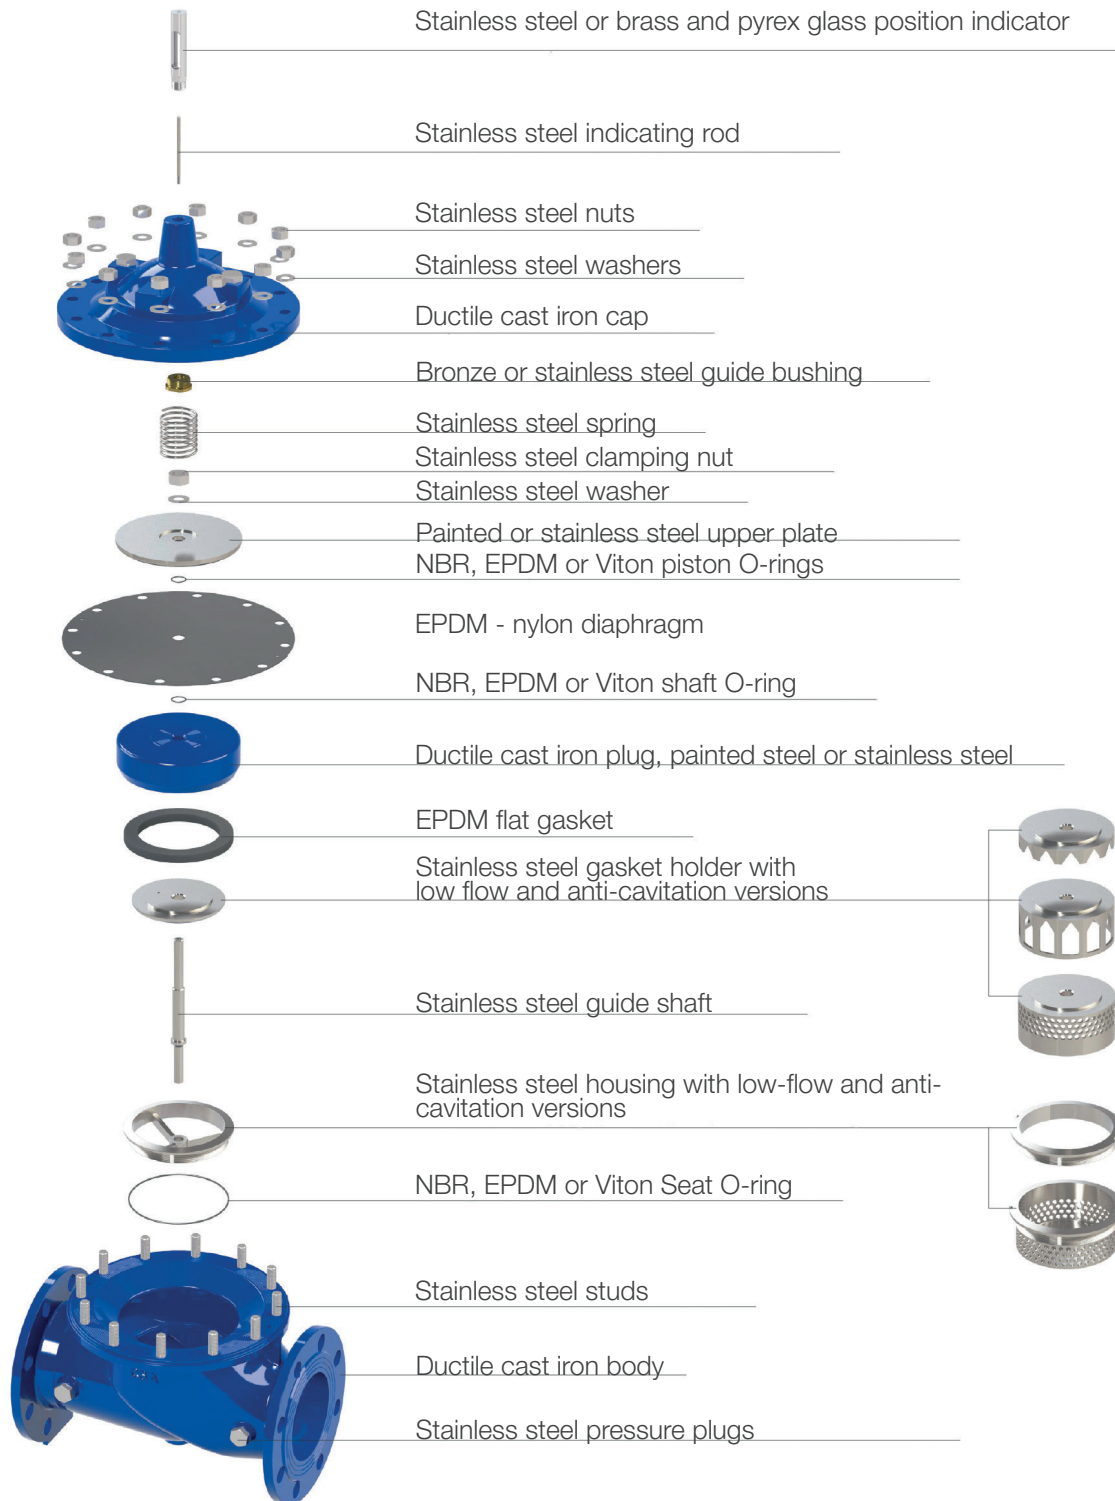 Stainless steel or brass and pyrex glass position indicator
Stainless steel indicating rod
Stainless steel nuts
Stainless steel washers
Ductile cast iron cap
Bronze or stainless steel guide bushing
Stainless steel spring
Stainless steel clamping nut
Stainless steel washer
Painted or stainless steel upper plate
NBR, EPDM or Viton piston O-rings
EPDM - nylon diaphragm
NBR, EPDM or Viton shaft O-ring
Ductile cast iron plug, painted steel or stainless steel
EPDM flat gasket
Stainless steel gasket holder with
low flow and anti-cavitation versions
Stainless steel guide shaft
Stainless steel housing with low-flow and anti-
cavitation versions
NBR, EPDM or Viton Seat O-ring
Stainless steel studs
Ductile cast iron body
Stainless steel pressure plugs